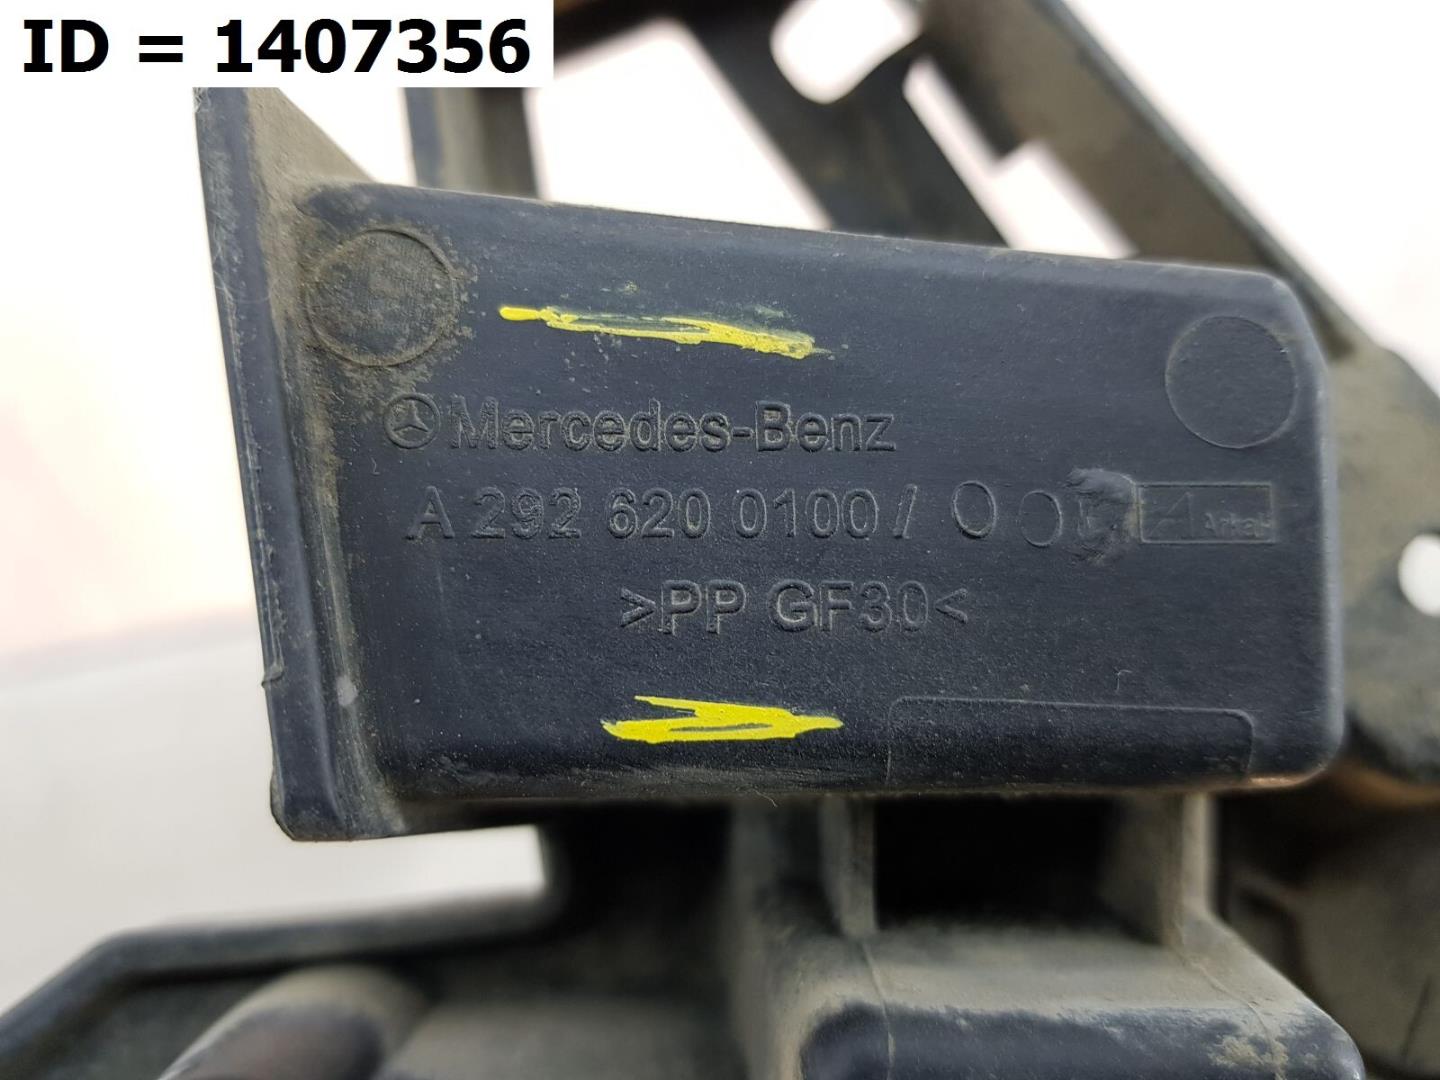 ID = 1407356
Mercedes-Benz
A 292 620 0100 /
>PP GF30<